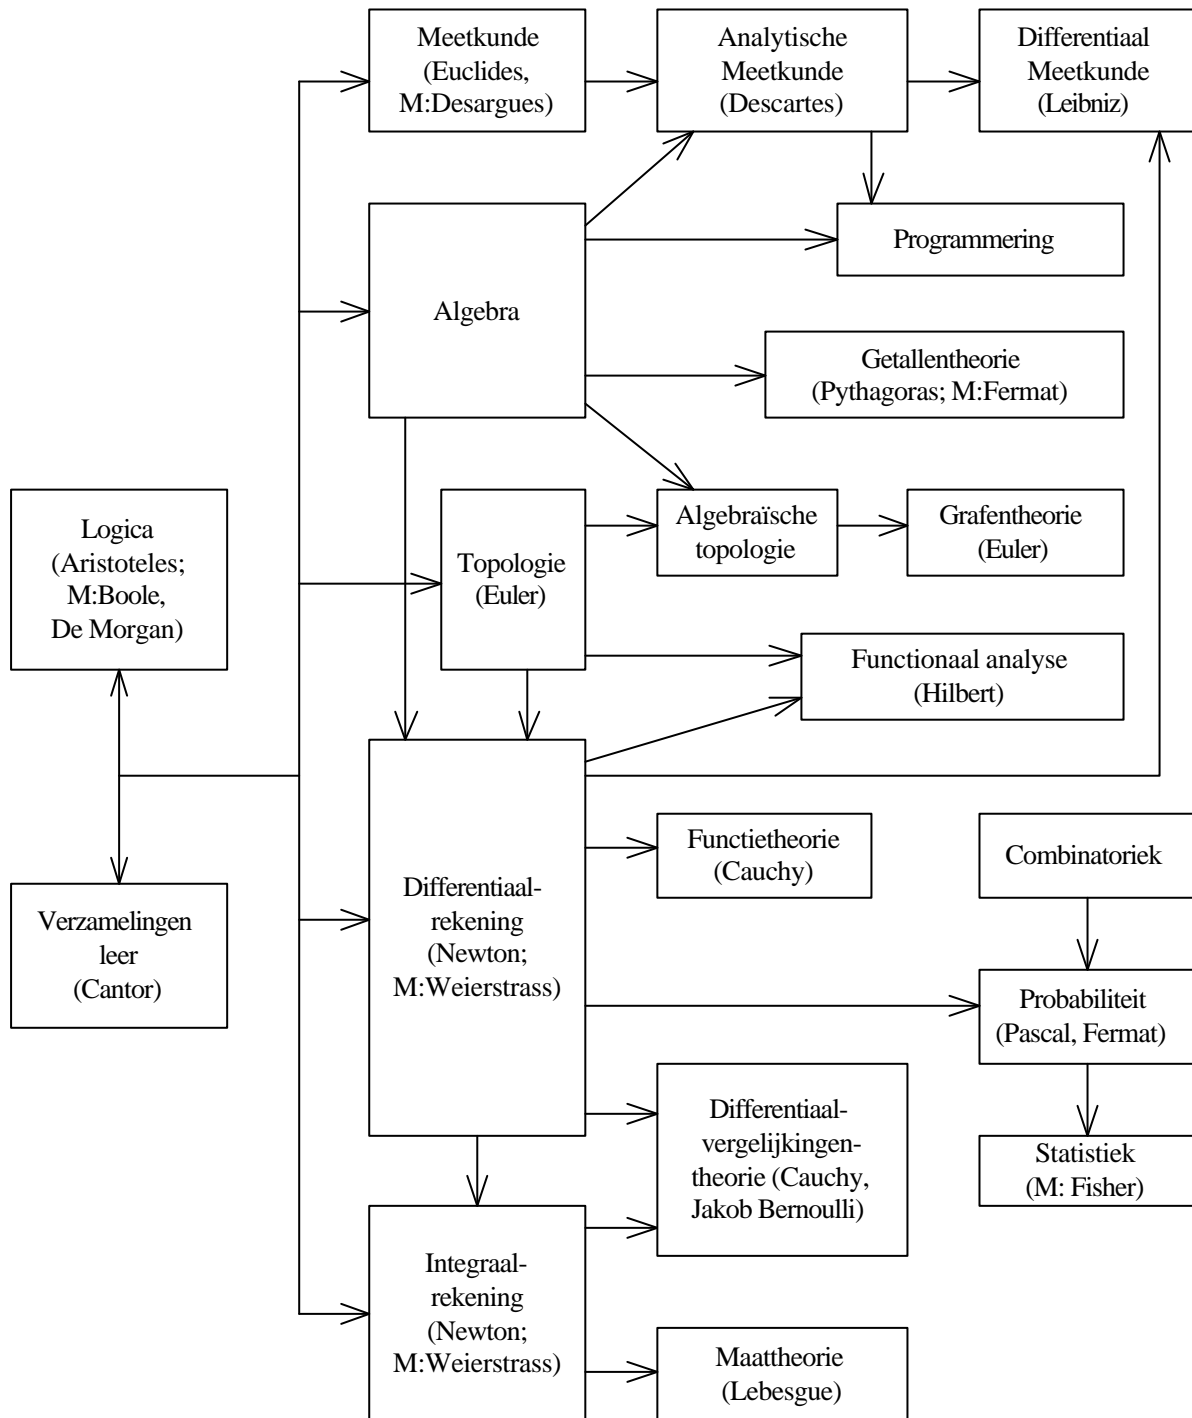 Meetkunde
(Euclides,
M:Desargues)
Analytische
Meetkunde
(Descartes)
Differentiaal
Meetkunde
(Leibniz)
Programmering
Algebra
Getallentheorie
(Pythagoras; M:Fermat)
Logica
(Aristoteles;
M:Boole,
De Morgan)
Topologie
(Euler)
Algebraïsche
topologie
Grafentheorie
(Euler)
Functionaal analyse
(Hilbert)
Verzamelingen
leer
(Cantor)
Differentiaal-
rekening
(Newton;
M:Weierstrass)
Functietheorie
(Cauchy)
Combinatoriek
Probabiliteit
(Pascal, Fermat)
Differentiaal-
vergelijkingen-
theorie (Cauchy,
Jakob Bernoulli)
Statistiek
(M: Fisher)
Integraal-
rekening
(Newton;
M:Weierstrass)
Maattheorie
(Lebesgue)